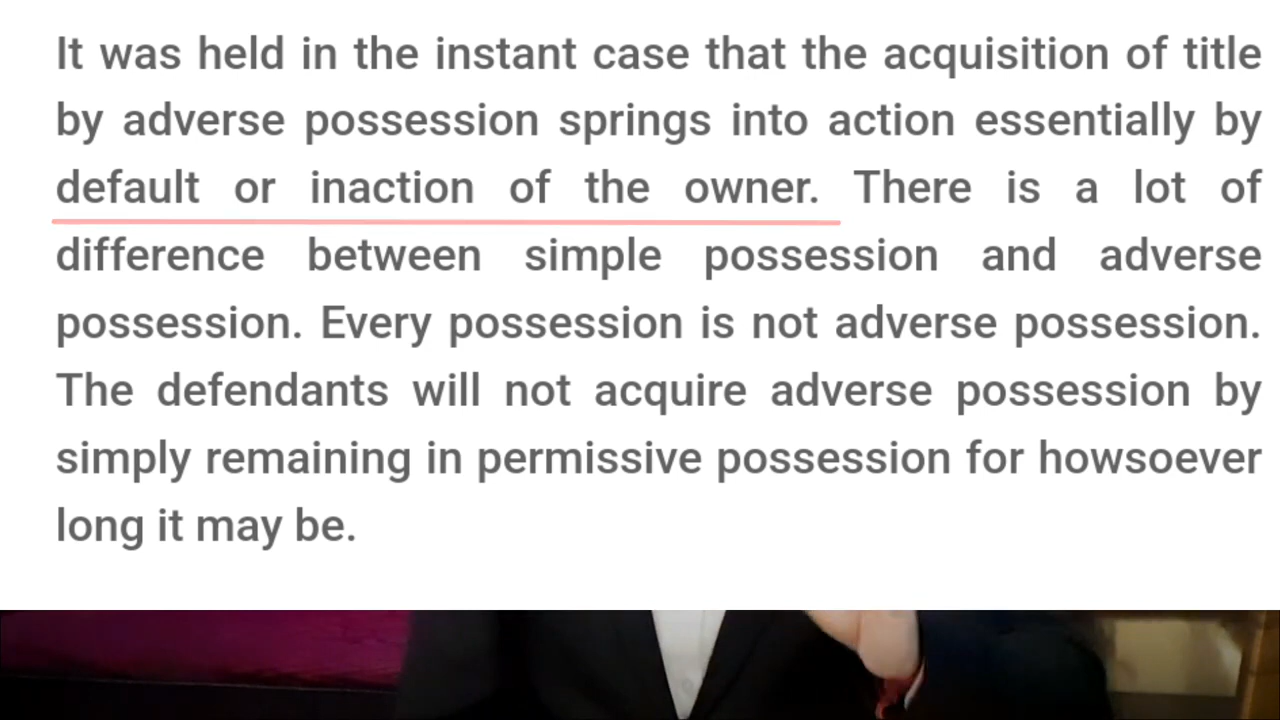 It was held in the instant case that the acquisition of title
by adverse possession springs into action essentially by
default or inaction of the owner. There is a lot of
difference between simple possession and adverse
possession. Every possession is not adverse possession.
The defendants will not acquire adverse possession by
simply remaining in permissive possession for howsoever
long it may be.